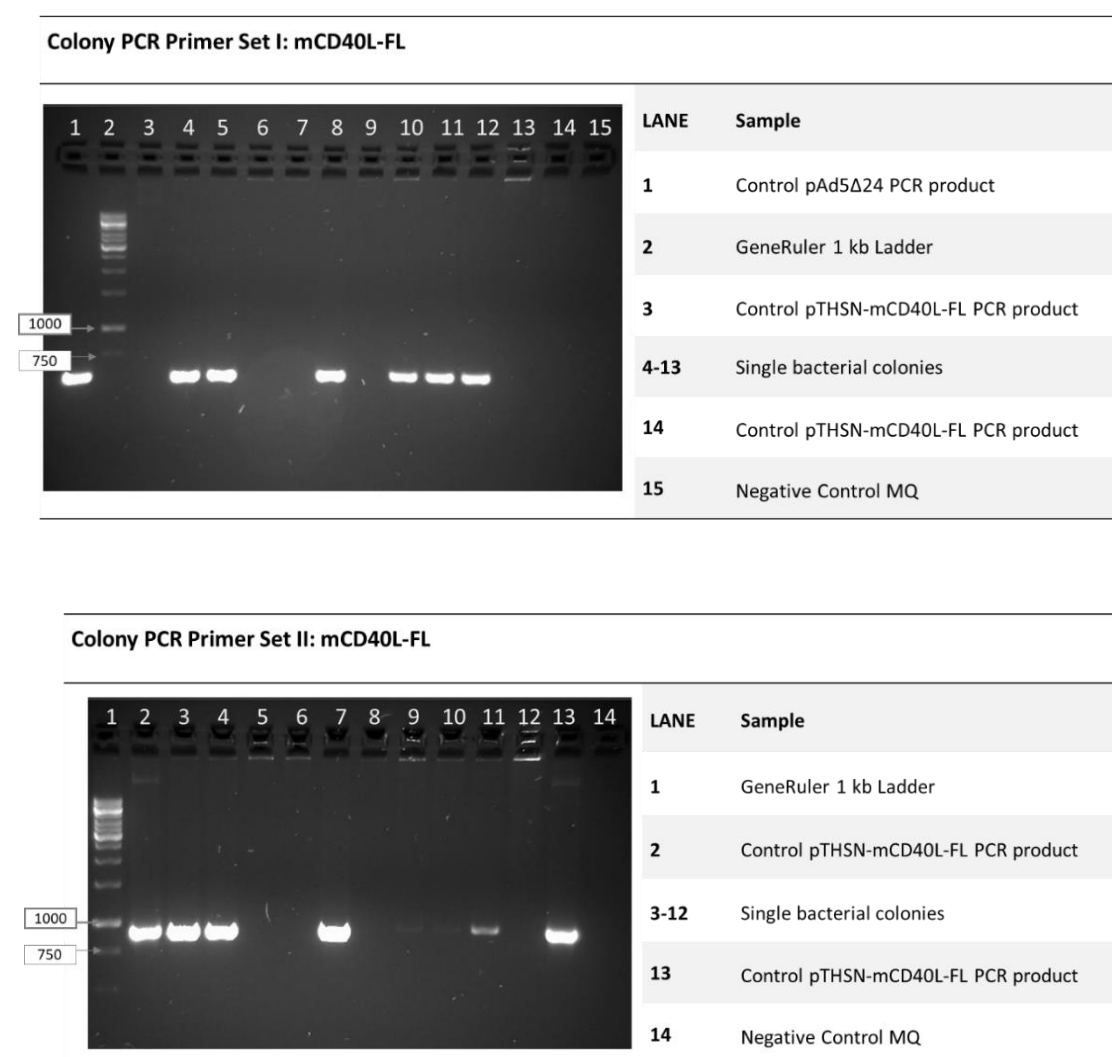 Colony PCR Primer Set I: mCD40L-FL
1 2 3 4 5 6 7 8 9 10 11 12 13 14 15
1000
750
LANE Sample
1 Control pAd5Δ24 PCR product
2 GeneRuler 1 kb Ladder
3 Control pTHSN-mCD40L-FL PCR product
4-13 Single bacterial colonies
14 Control pTHSN-mCD40L-FL PCR product
15 Negative Control MQ
Colony PCR Primer Set II: mCD40L-FL
1 2 3 4 5 6 7 8 9 10 11 12 13 14
1000
750
LANE Sample
1 GeneRuler 1 kb Ladder
2 Control pTHSN-mCD40L-FL PCR product
3-12 Single bacterial colonies
13 Control pTHSN-mCD40L-FL PCR product
14 Negative Control MQ